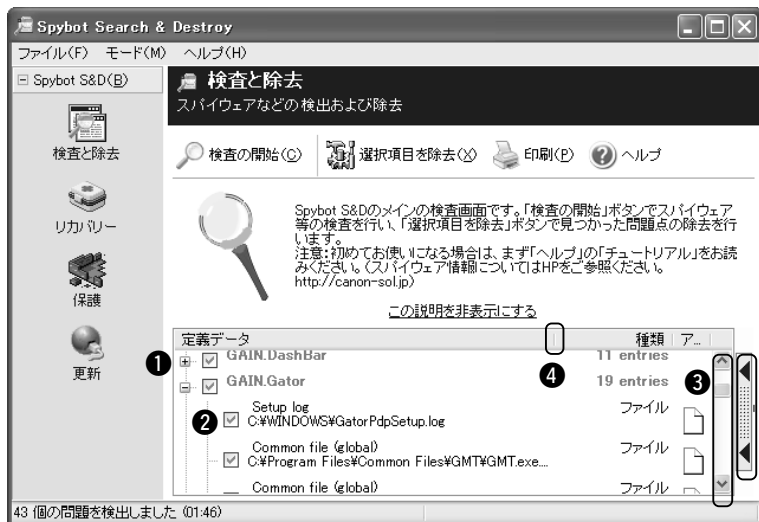 Spybot Search & Destroy
ファイル(F) モード(M) ヘルプ(H)
Spybot S&D(B)
検査と除去
リカバリー
保護
更新
検査と除去
スパイウェアなどの検出および除去
検査の開始(C) 選択項目を除去(X) 印刷(P) ヘルプ
Spybot S&Dのメインの検査画面です。「検査の開始」ボタンでスパイウェア
等の検査を行い、「選択項目を除去」ボタンで見つかった問題点の除去を行
います。
注意:初めてお使いになる場合は、まず「ヘルプ」の「チュートリアル」をお読
みください。(スパイウェア情報についてはHPをご参照ください。
http://canon-sol.jp)
この説明を非表示にする
定義データ 種類 ア...
❶ GAIN.DashBar 11 entries
GAIN.Gator 19 entries
❷ Setup log ファイル
C:¥WINDOWS¥GatorPdpSetup.log
Common file (global) ファイル
C:¥Program Files¥Common Files¥GMT¥GMT.exe....
Common file (global) ファイル
❸
❹
43 個の問題を検出しました (01:46)